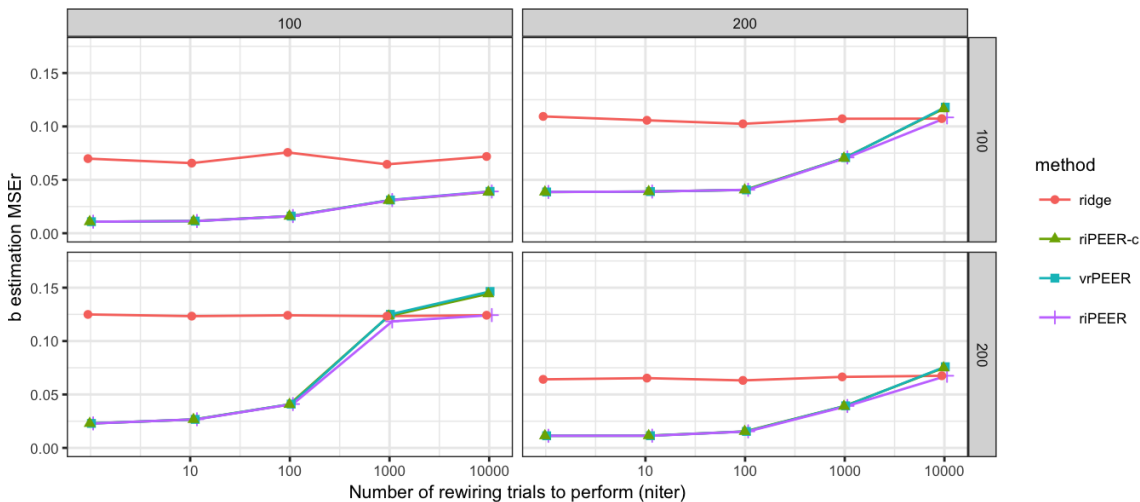 100
200
0.15
0.10
0.05
0.00
100
0.15
0.10
0.05
0.00
200
b estimation MSEr
10
100
1000
10000
10
100
1000
10000
Number of rewiring trials to perform (niter)
method
ridge
riPEER-c
vrPEER
riPEER